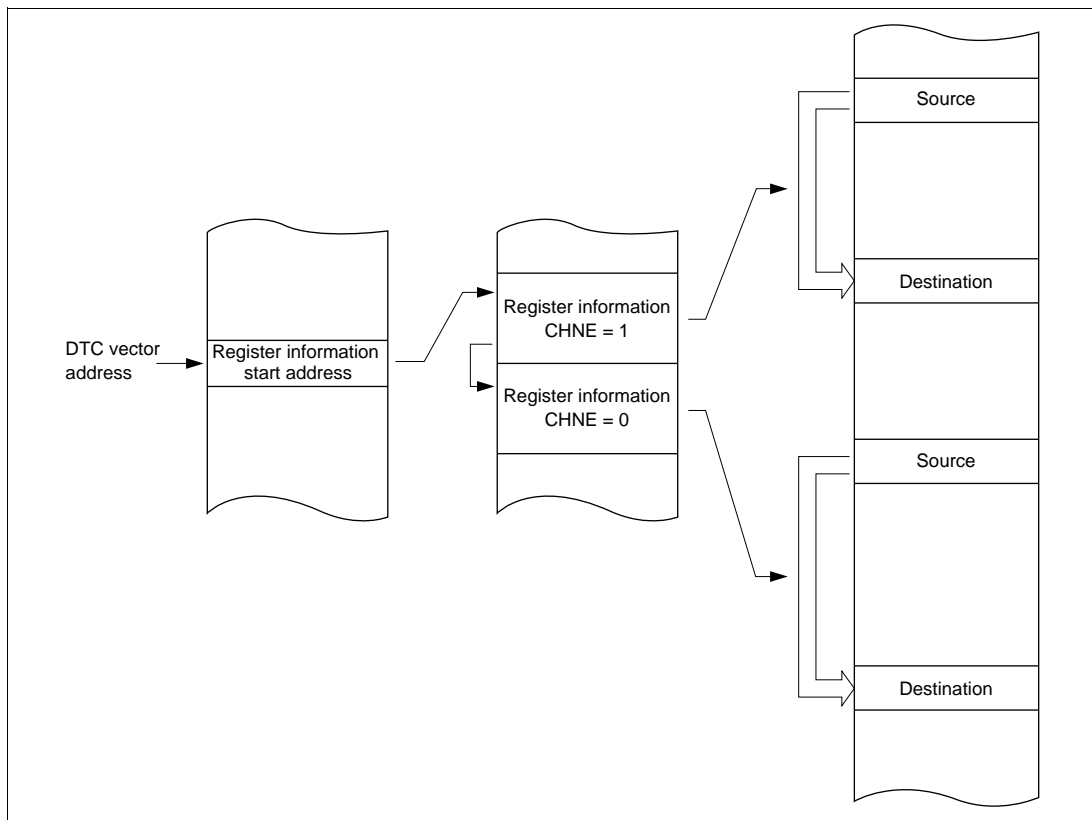 DTC vector
address
Register information
start address
Register information
CHNE = 1
Register information
CHNE = 0
Source
Destination
Source
Destination